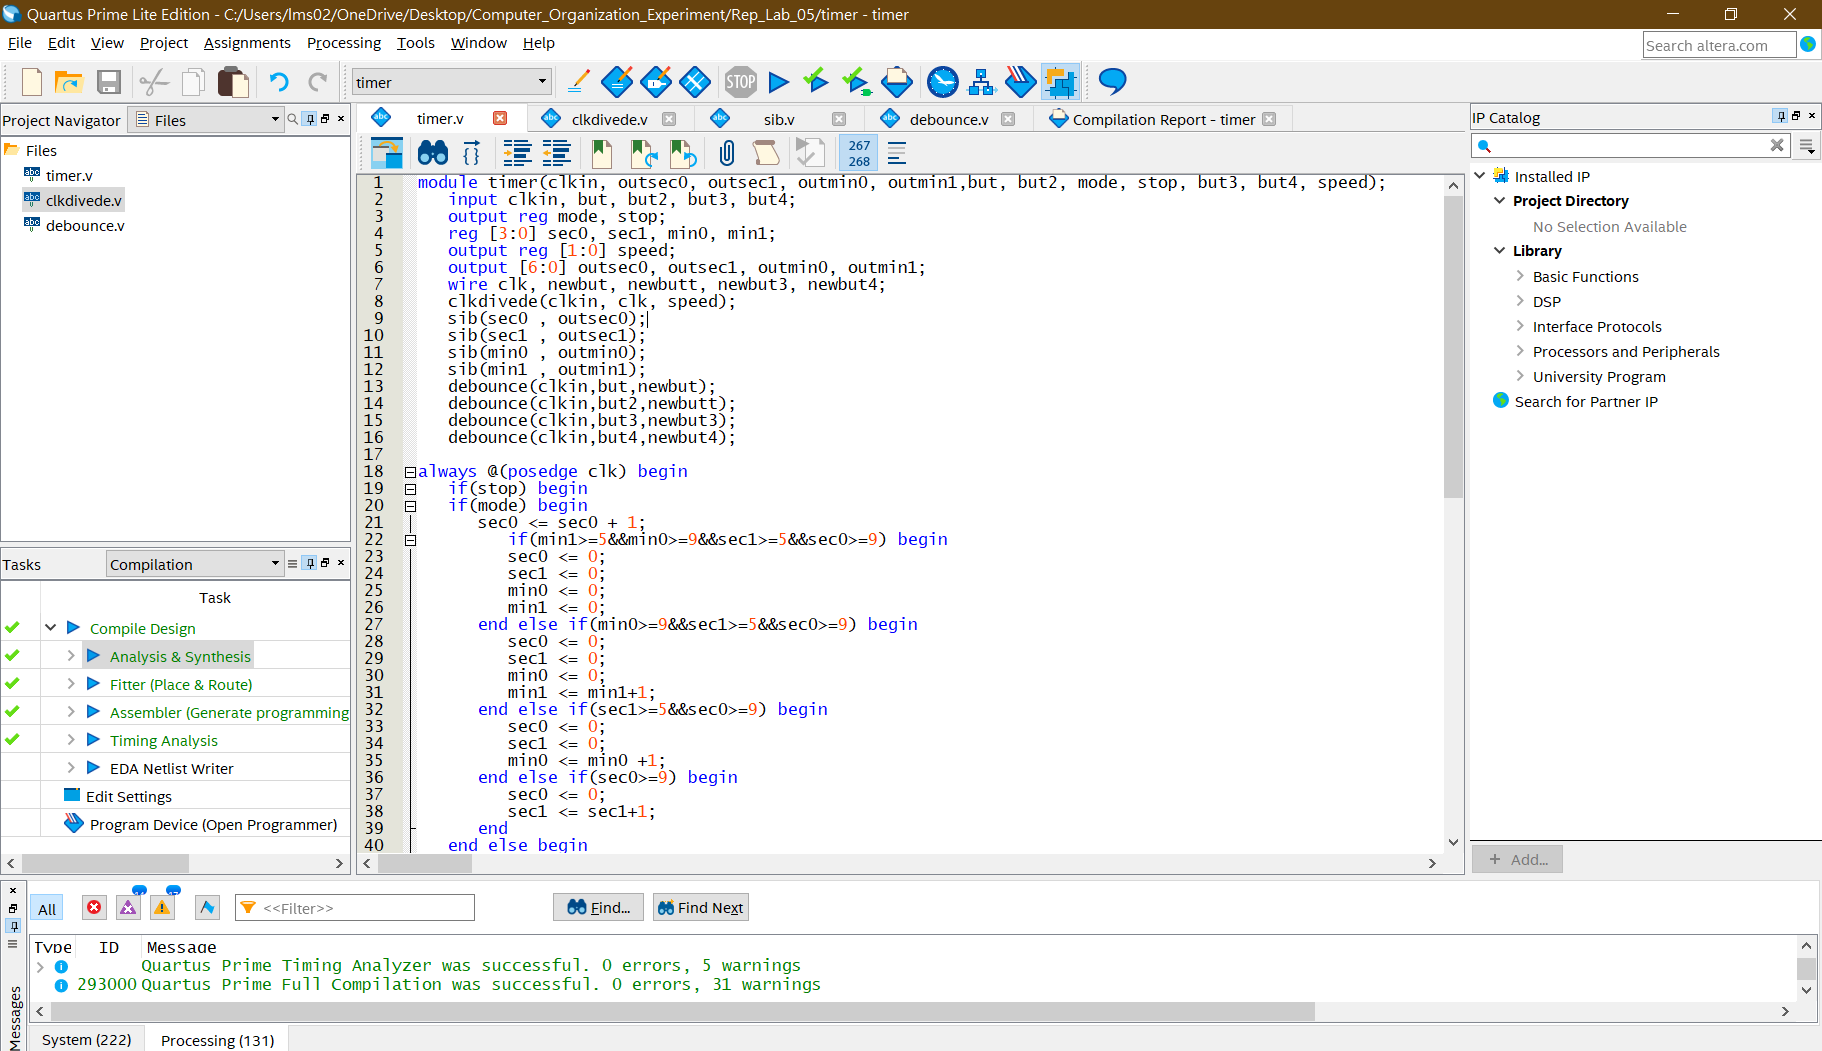 Quartus Prime Lite Edition - C:/Users/lms02/OneDrive/Desktop/Computer_Organization_Experiment/Rep_Lab_05/timer - timer
File Edit View Project Assignments Processing Tools Window Help
Search altera.com
timer
STOP
Project Navigator Files
Files
timer.v
clkdivede.v
debounce.v
timer.v clkdivede.v sib.v debounce.v Compilation Report - timer
267
268
1 module timer(clkin, outsec0, outsec1, outmin0, outmin1,but, but2, mode, stop, but3, but4, speed);
2 input clkin, but, but2, but3, but4;
3 output reg mode, stop;
4 reg [3:0] sec0, sec1, min0, min1;
5 output reg [1:0] speed;
6 output [6:0] outsec0, outsec1, outmin0, outmin1;
7 wire clk, newbut, newbutt, newbut3, newbut4;
8 clkdivede(clkin, clk, speed);
9 sib(sec0 , outsec0);
10 sib(sec1 , outsec1);
11 sib(min0 , outmin0);
12 sib(min1 , outmin1);
13 debounce(clkin,but,newbut);
14 debounce(clkin,but2,newbutt);
15 debounce(clkin,but3,newbut3);
16 debounce(clkin,but4,newbut4);
17
18 always @(posedge clk) begin
19 if(stop) begin
20 if(mode) begin
21 sec0 <= sec0 + 1;
22 if(min1>=5&&min0>=9&&sec1>=5&&sec0>=9) begin
23 sec0 <= 0;
24 sec1 <= 0;
25 min0 <= 0;
26 min1 <= 0;
27 end else if(min0>=9&&sec1>=5&&sec0>=9) begin
28 sec0 <= 0;
29 sec1 <= 0;
30 min0 <= 0;
31 min1 <= min1+1;
32 end else if(sec1>=5&&sec0>=9) begin
33 sec0 <= 0;
34 sec1 <= 0;
35 min0 <= min0 +1;
36 end else if(sec0>=9) begin
37 sec0 <= 0;
38 sec1 <= sec1+1;
39 end
40 end else begin
IP Catalog
Installed IP
Project Directory
No Selection Available
Library
Basic Functions
DSP
Interface Protocols
Processors and Peripherals
University Program
Search for Partner IP
+ Add...
Tasks Compilation
Task
Compile Design
Analysis & Synthesis
Fitter (Place & Route)
Assembler (Generate programming
Timing Analysis
EDA Netlist Writer
Edit Settings
Program Device (Open Programmer)
All <<Filter>> Find... Find Next
Type ID Message
Quartus Prime Timing Analyzer was successful. 0 errors, 5 warnings
293000 Quartus Prime Full Compilation was successful. 0 errors, 31 warnings
Messages
System (222) Processing (131)